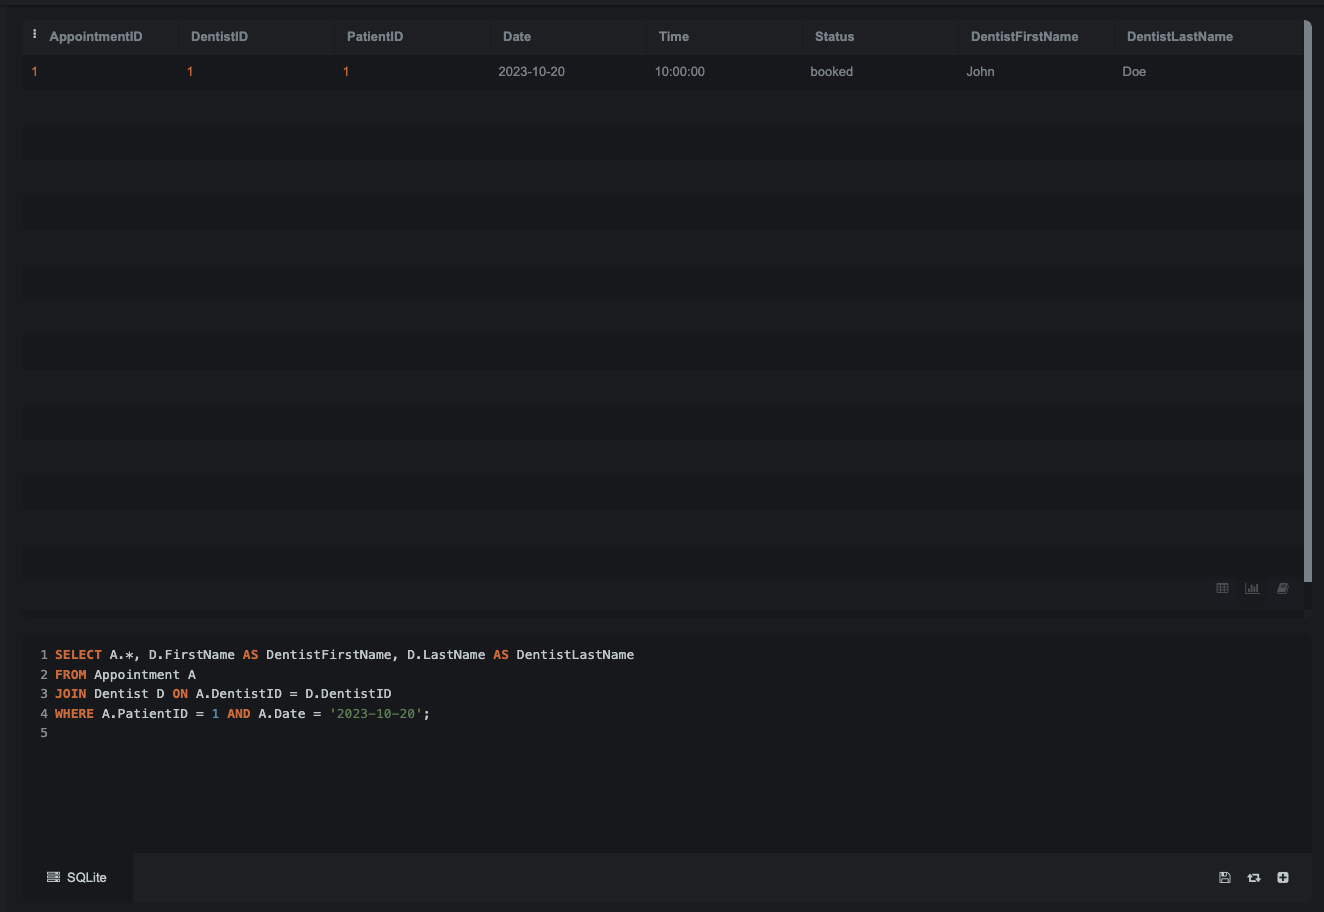 AppointmentID DentistID PatientID Date Time Status DentistFirstName DentistLastName
1 1 1 2023-10-20 10:00:00 booked John Doe
1 SELECT A.*, D.FirstName AS DentistFirstName, D.LastName AS DentistLastName
2 FROM Appointment A
3 JOIN Dentist D ON A.DentistID = D.DentistID
4 WHERE A.PatientID = 1 AND A.Date = '2023-10-20';
5
SQLite